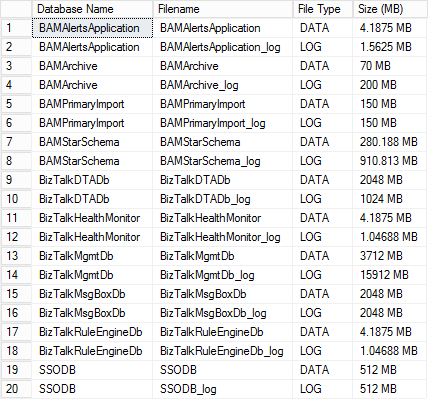 Database Name Filename File Type Size (MB)
1 BAMAlertsApplication BAMAlertsApplication DATA 4.1875 MB
2 BAMAlertsApplication BAMAlertsApplication_log LOG 1.5625 MB
3 BAMArchive BAMArchive DATA 70 MB
4 BAMArchive BAMArchive_log LOG 200 MB
5 BAMPrimaryImport BAMPrimaryImport DATA 150 MB
6 BAMPrimaryImport BAMPrimaryImport_log LOG 150 MB
7 BAMStarSchema BAMStarSchema DATA 280.188 MB
8 BAMStarSchema BAMStarSchema_log LOG 910.813 MB
9 BizTalkDTADb BizTalkDTADb DATA 2048 MB
10 BizTalkDTADb BizTalkDTADb_log LOG 1024 MB
11 BizTalkHealthMonitor BizTalkHealthMonitor DATA 4.1875 MB
12 BizTalkHealthMonitor BizTalkHealthMonitor_log LOG 1.04688 MB
13 BizTalkMgmtDb BizTalkMgmtDb DATA 3712 MB
14 BizTalkMgmtDb BizTalkMgmtDb_log LOG 15912 MB
15 BizTalkMsgBoxDb BizTalkMsgBoxDb DATA 2048 MB
16 BizTalkMsgBoxDb BizTalkMsgBoxDb_log LOG 2048 MB
17 BizTalkRuleEngineDb BizTalkRuleEngineDb DATA 4.1875 MB
18 BizTalkRuleEngineDb BizTalkRuleEngineDb_log LOG 1.04688 MB
19 SSODB SSODB DATA 512 MB
20 SSODB SSODB_log LOG 512 MB